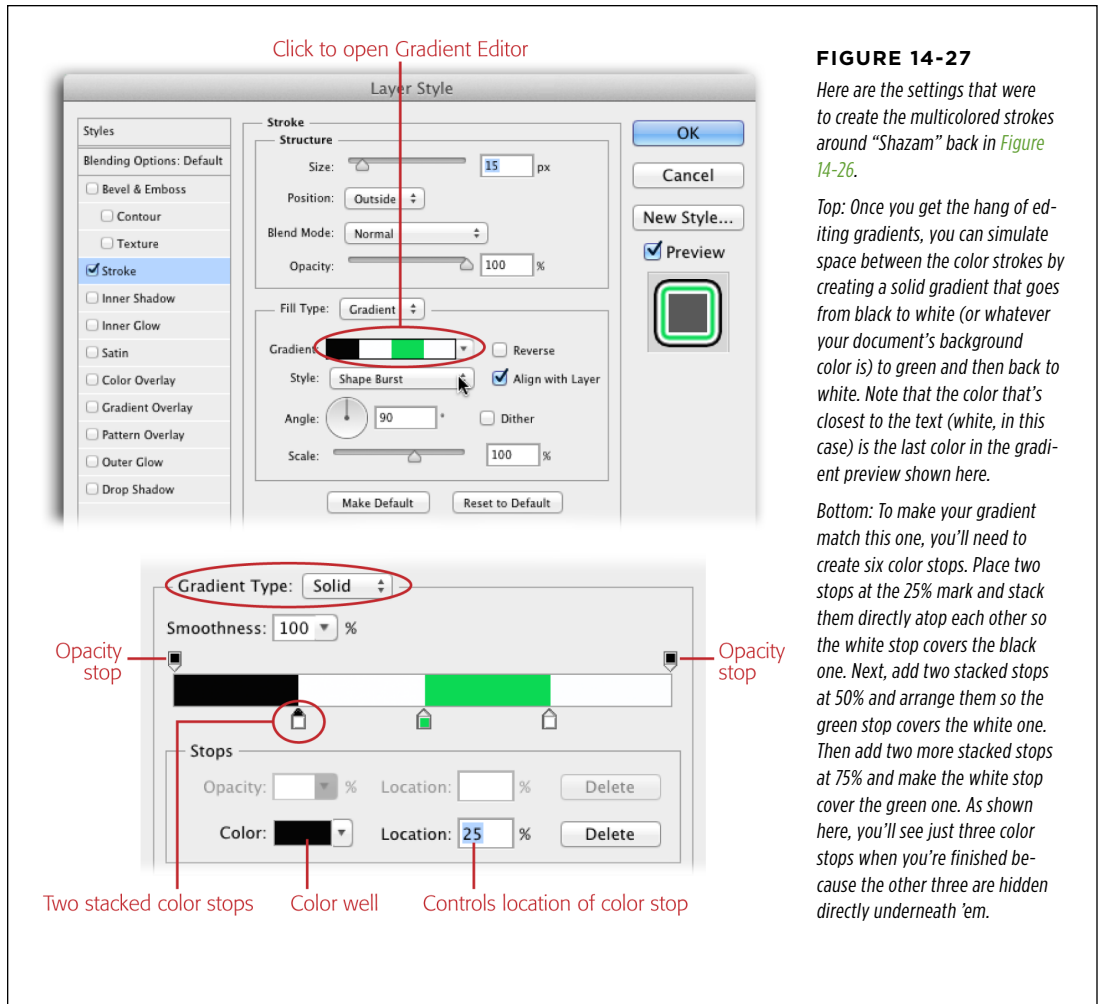 Click to open Gradient Editor
Layer Style
Styles
Blending Options: Default
Bevel & Emboss
Contour
Texture
Stroke
Inner Shadow
Inner Glow
Satin
Color Overlay
Gradient Overlay
Pattern Overlay
Outer Glow
Drop Shadow
Stroke
Structure
Size: 15 px
Position: Outside
Blend Mode: Normal
Opacity: 100 %
Fill Type: Gradient
Gradient: Reverse
Style: Shape Burst Align with Layer
Angle: 90 ° Dither
Scale: 100 %
Make Default Reset to Default
OK
Cancel
New Style...
Preview
Gradient Type: Solid
Smoothness: 100 %
Opacity
stop
Opacity
stop
Stops
Opacity: % Location: % Delete
Color: Location: 25 % Delete
Two stacked color stops Color well Controls location of color stop
FIGURE 14-27
Here are the settings that were
to create the multicolored strokes
around “Shazam” back in Figure
14-26.
Top: Once you get the hang of ed-
iting gradients, you can simulate
space between the color strokes by
creating a solid gradient that goes
from black to white (or whatever
your document’s background
color is) to green and then back to
white. Note that the color that’s
closest to the text (white, in this
case) is the last color in the gradi-
ent preview shown here.
Bottom: To make your gradient
match this one, you’ll need to
create six color stops. Place two
stops at the 25% mark and stack
them directly atop each other so
the white stop covers the black
one. Next, add two stacked stops
at 50% and arrange them so the
green stop covers the white one.
Then add two more stacked stops
at 75% and make the white stop
cover the green one. As shown
here, you’ll see just three color
stops when you’re finished be-
cause the other three are hidden
directly underneath ’em.